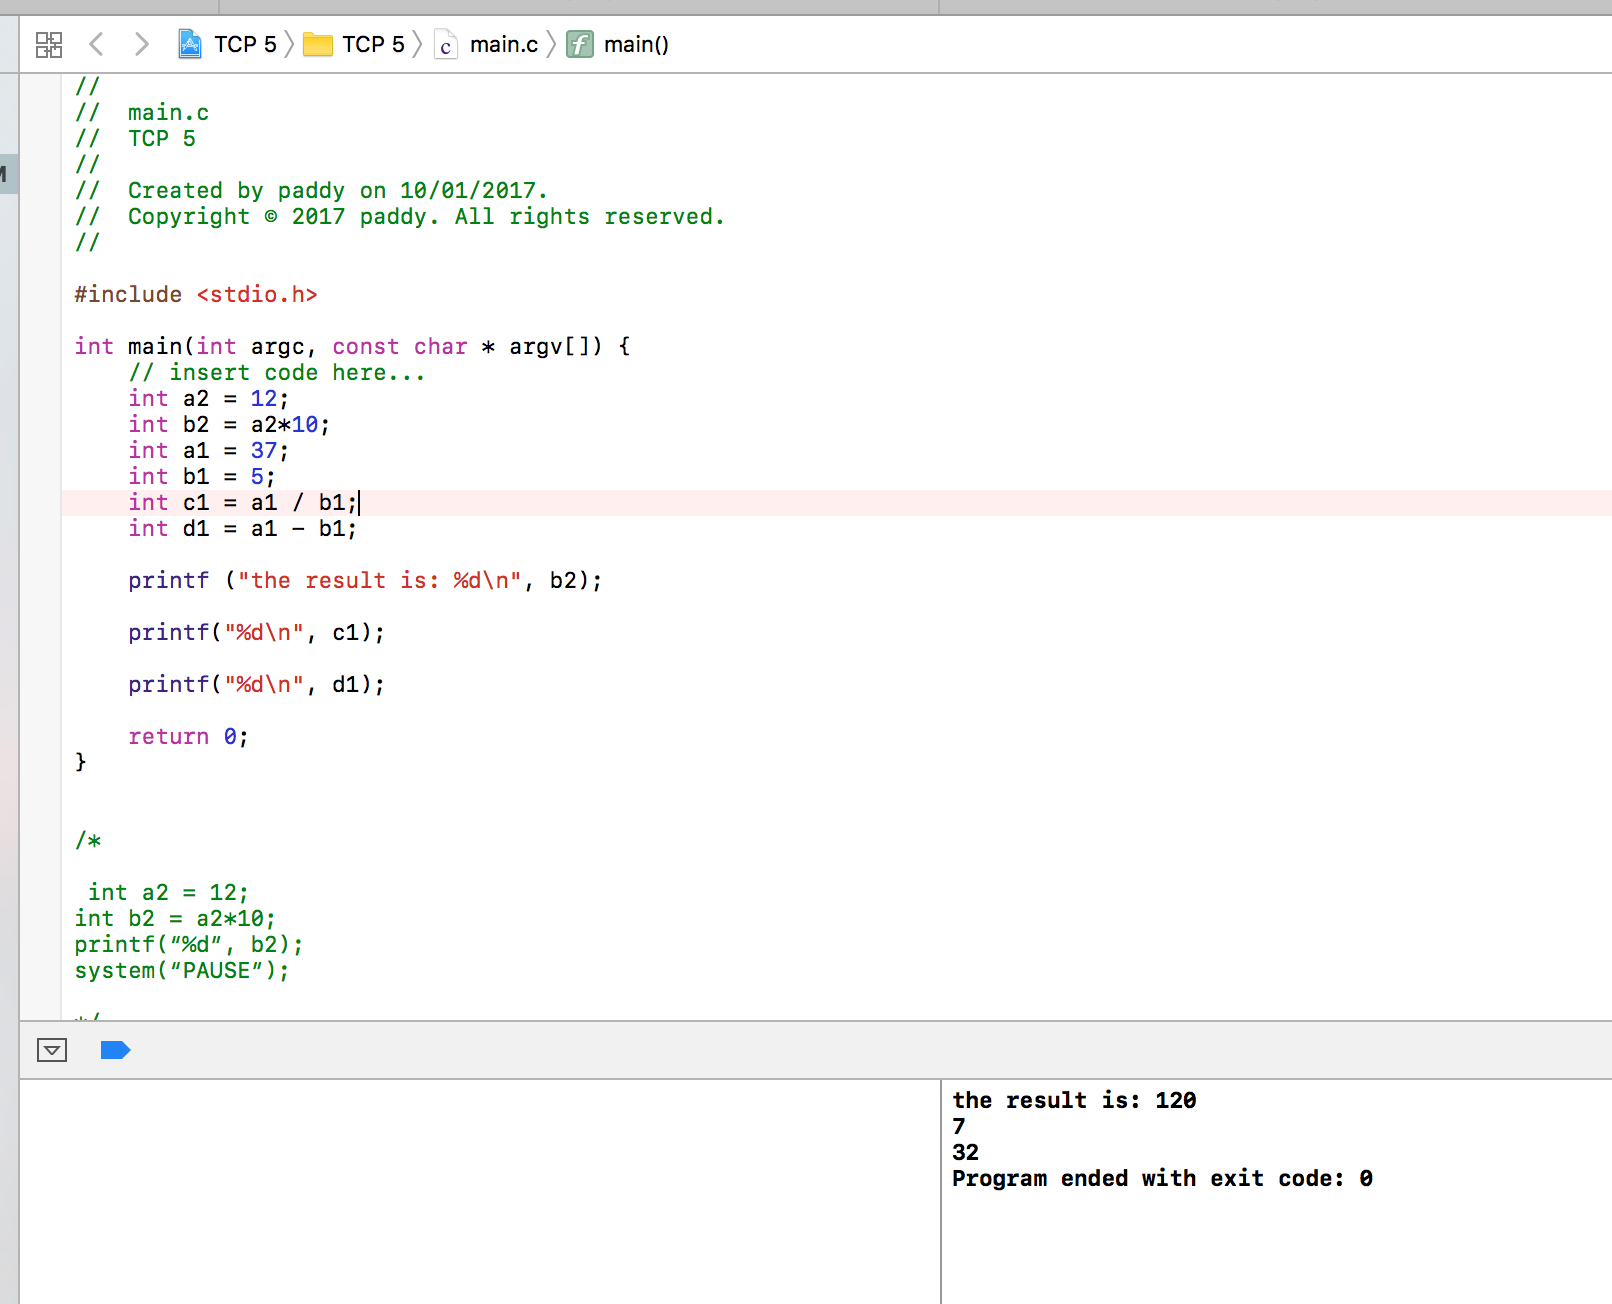 TCP 5 TCP 5 main.c main()
//
//  main.c
//  TCP 5
//
//  Created by paddy on 10/01/2017.
//  Copyright © 2017 paddy. All rights reserved.
//
#include <stdio.h>
int main(int argc, const char * argv[]) {
    // insert code here...
    int a2 = 12;
    int b2 = a2*10;
    int a1 = 37;
    int b1 = 5;
    int c1 = a1 / b1;
    int d1 = a1 - b1;
    printf ("the result is: %d\n", b2);
    printf("%d\n", c1);
    printf("%d\n", d1);
    return 0;
}
/*
 int a2 = 12;
int b2 = a2*10;
printf(“%d”, b2);
system(“PAUSE”);
*/
the result is: 120
7
32
Program ended with exit code: 0